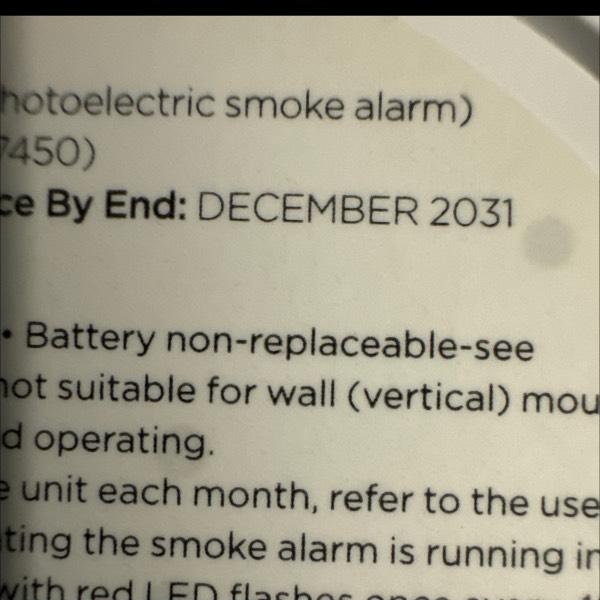 hotoelectric smoke alarm)
7450)
ce By End: DECEMBER 2031
• Battery non-replaceable-see
not suitable for wall (vertical) mou
d operating.
e unit each month, refer to the use
ting the smoke alarm is running in
with red LED flashes once every